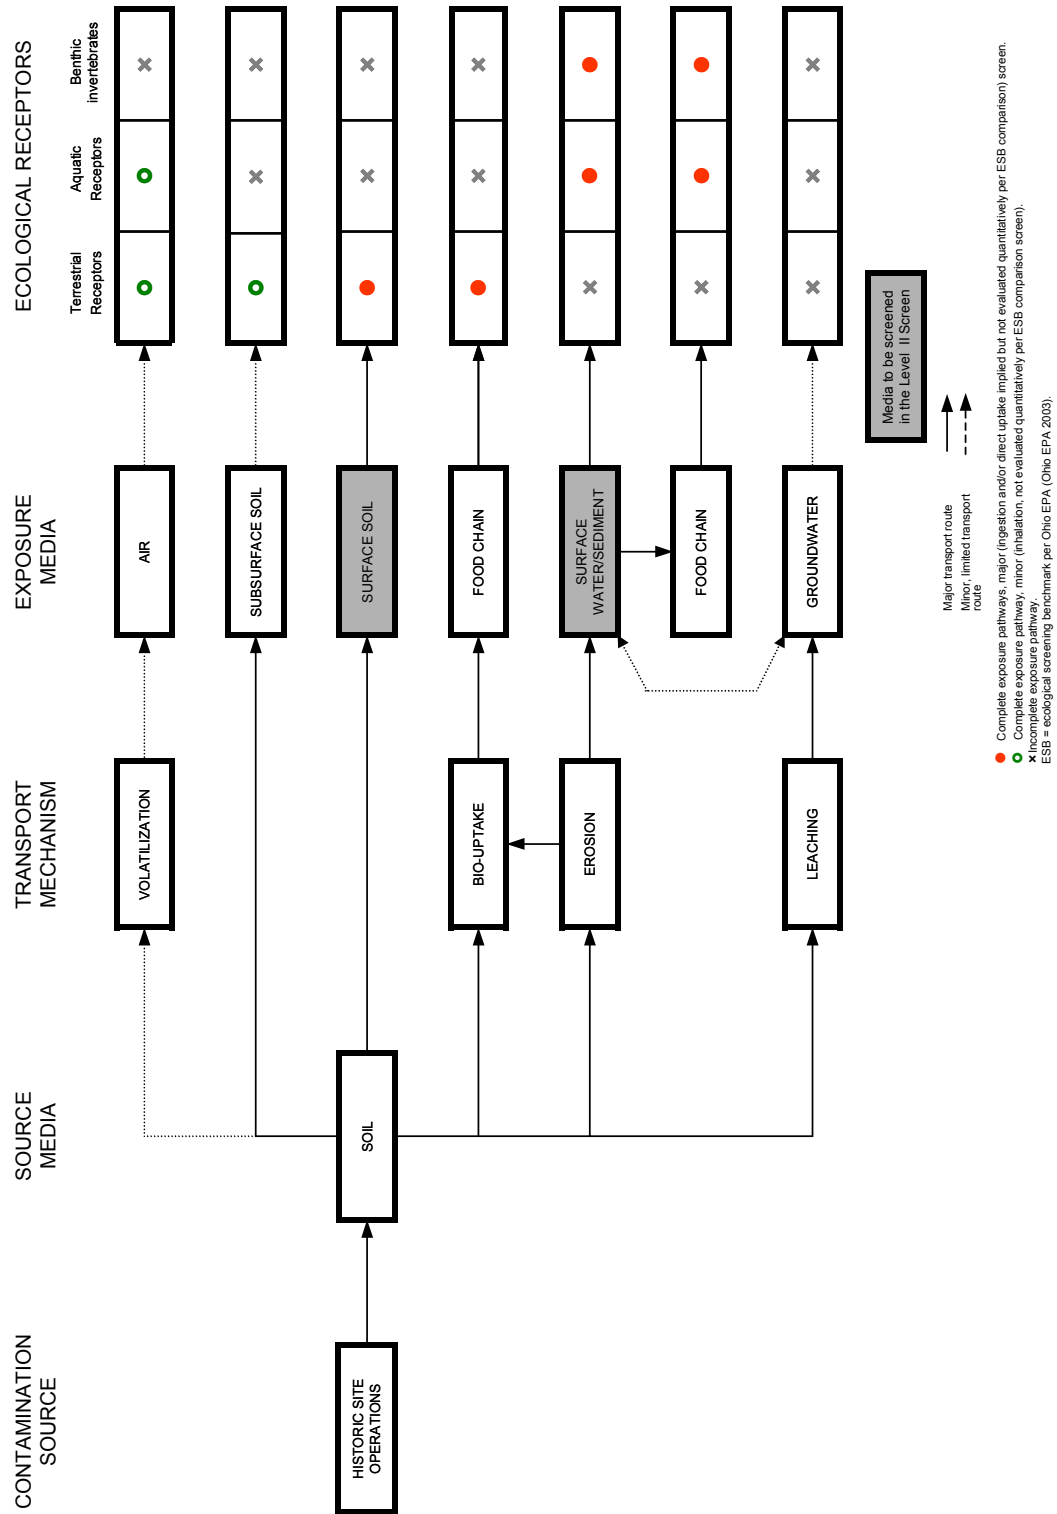 CONTAMINATION
SOURCE
SOURCE
MEDIA
TRANSPORT
MECHANISM
EXPOSURE
MEDIA
ECOLOGICAL RECEPTORS
Terrestrial
Receptors
Aquatic
Receptors
Benthic
invertebrates
VOLATILIZATION
AIR
SUBSURFACE SOIL
HISTORIC SITE
OPERATIONS
SOIL
SURFACE SOIL
BIO-UPTAKE
FOOD CHAIN
EROSION
SURFACE
WATER/SEDIMENT
FOOD CHAIN
LEACHING
GROUNDWATER
Media to be screened
in the Level II Screen
Major transport route
Minor, limited transport
route
Complete exposure pathways, major (ingestion and/or direct uptake implied but not evaluated quantitatively per ESB comparison) screen.
Complete exposure pathway, minor (inhalation, not evaluated quantitatively per ESB comparison screen).
Incomplete exposure pathway.
ESB = ecological screening benchmark per Ohio EPA (Ohio EPA 2003).